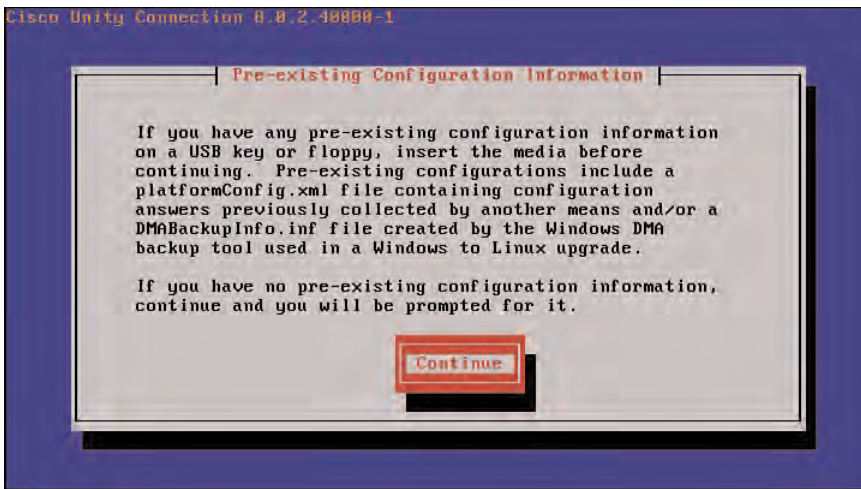 Cisco Unity Connection 8.0.2.40000-1
Pre-existing Configuration Information
If you have any pre-existing configuration information
on a USB key or floppy, insert the media before
continuing. Pre-existing configurations include a
platformConfig.xml file containing configuration
answers previously collected by another means and/or a
DMABackupInfo.inf file created by the Windows DMA
backup tool used in a Windows to Linux upgrade.
If you have no pre-existing configuration information,
continue and you will be prompted for it.
Continue